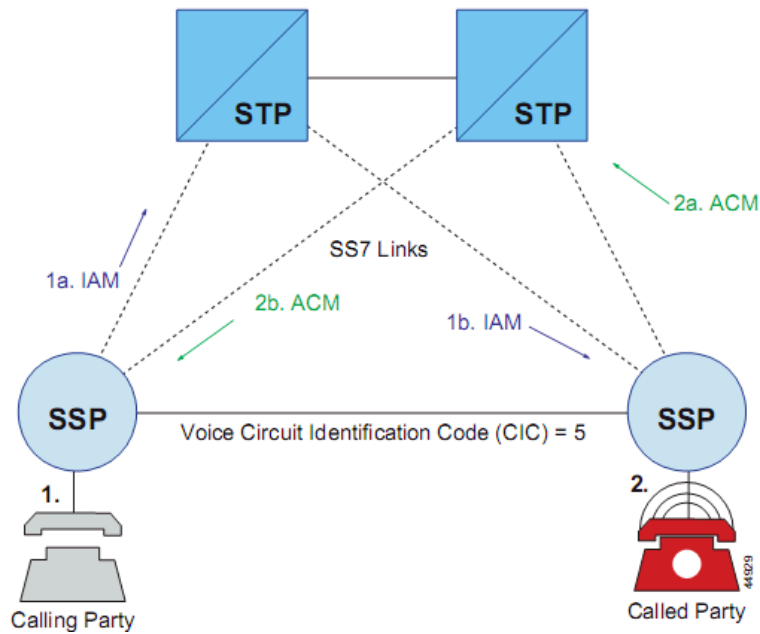 STP
STP
2a. ACM
SS7 Links
1a. IAM
2b. ACM
1b. IAM
SSP
SSP
Voice Circuit Identification Code (CIC) = 5
1.
2.
44929
Calling Party
Called Party